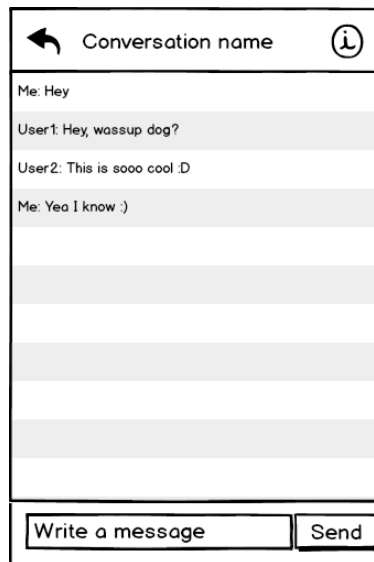 Conversation name
Me: Hey
User1: Hey, wassup dog?
User2: This is sooo cool :D
Me: Yea I know :)
Write a message
Send